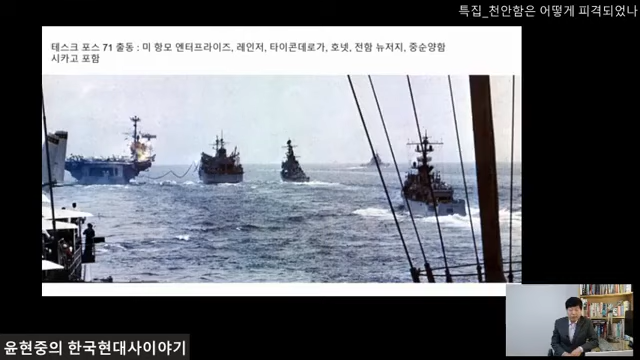 특집_천안함은 어떻게 피격되었나
테스크 포스 71 출동 : 미 항모 엔터프라이즈, 레인저, 타이콘데로가, 호넷, 전함 뉴저지, 중순양함
시카고 포함
윤현중의 한국현대사이야기